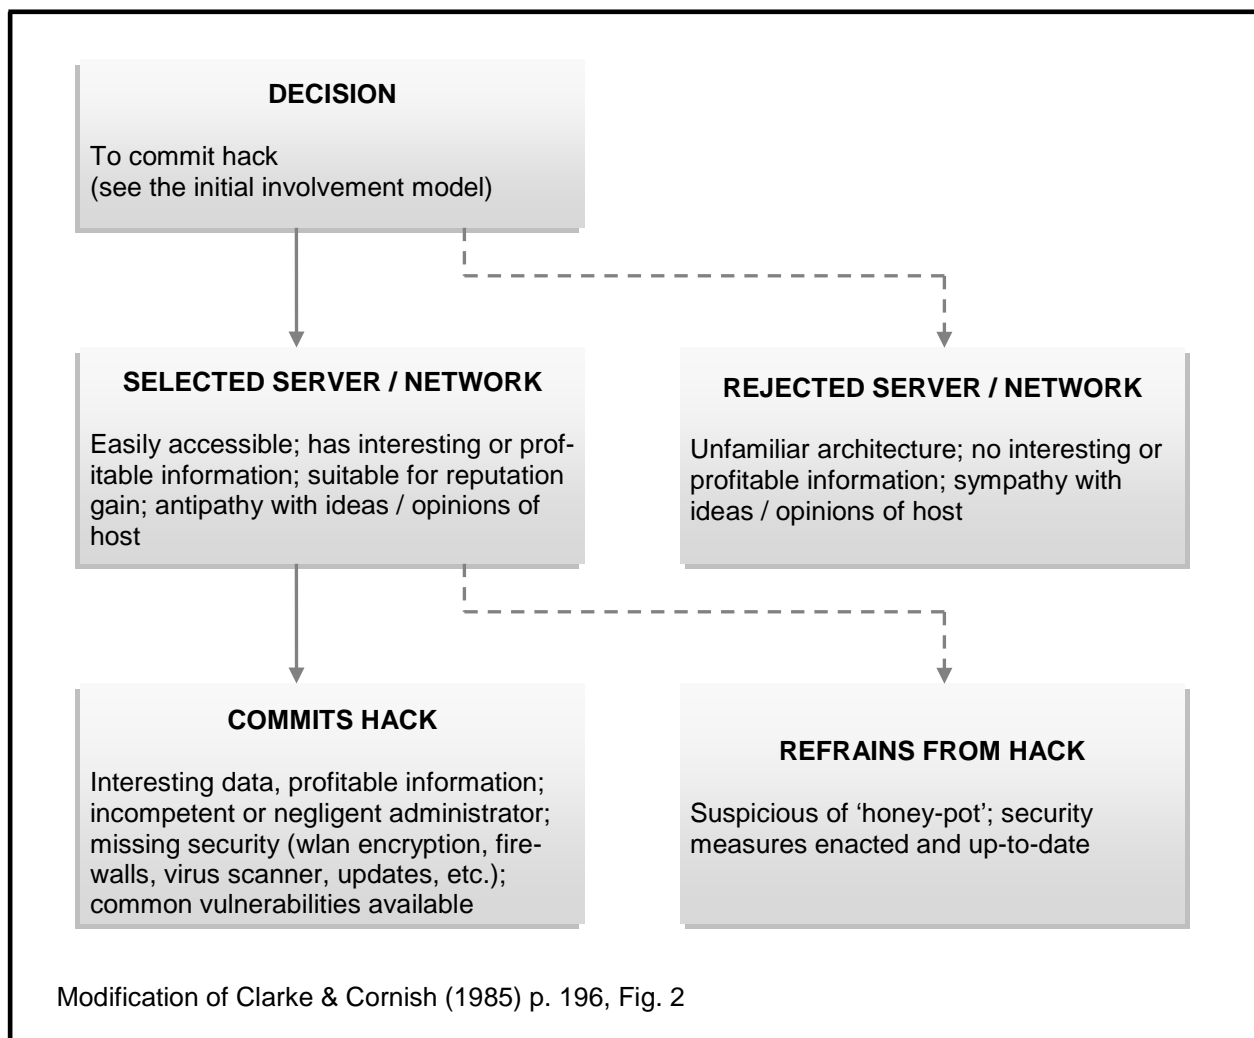 DECISION
To commit hack
(see the initial involvement model)
SELECTED SERVER / NETWORK
Easily accessible; has interesting or prof-
itable information; suitable for reputation
gain; antipathy with ideas / opinions of
host
REJECTED SERVER / NETWORK
Unfamiliar architecture; no interesting or
profitable information; sympathy with
ideas / opinions of host
COMMITS HACK
Interesting data, profitable information;
incompetent or negligent administrator;
missing security (wlan encryption, fire-
walls, virus scanner, updates, etc.);
common vulnerabilities available
REFRAINS FROM HACK
Suspicious of ‘honey-pot’; security
measures enacted and up-to-date
Modification of Clarke & Cornish (1985) p. 196, Fig. 2